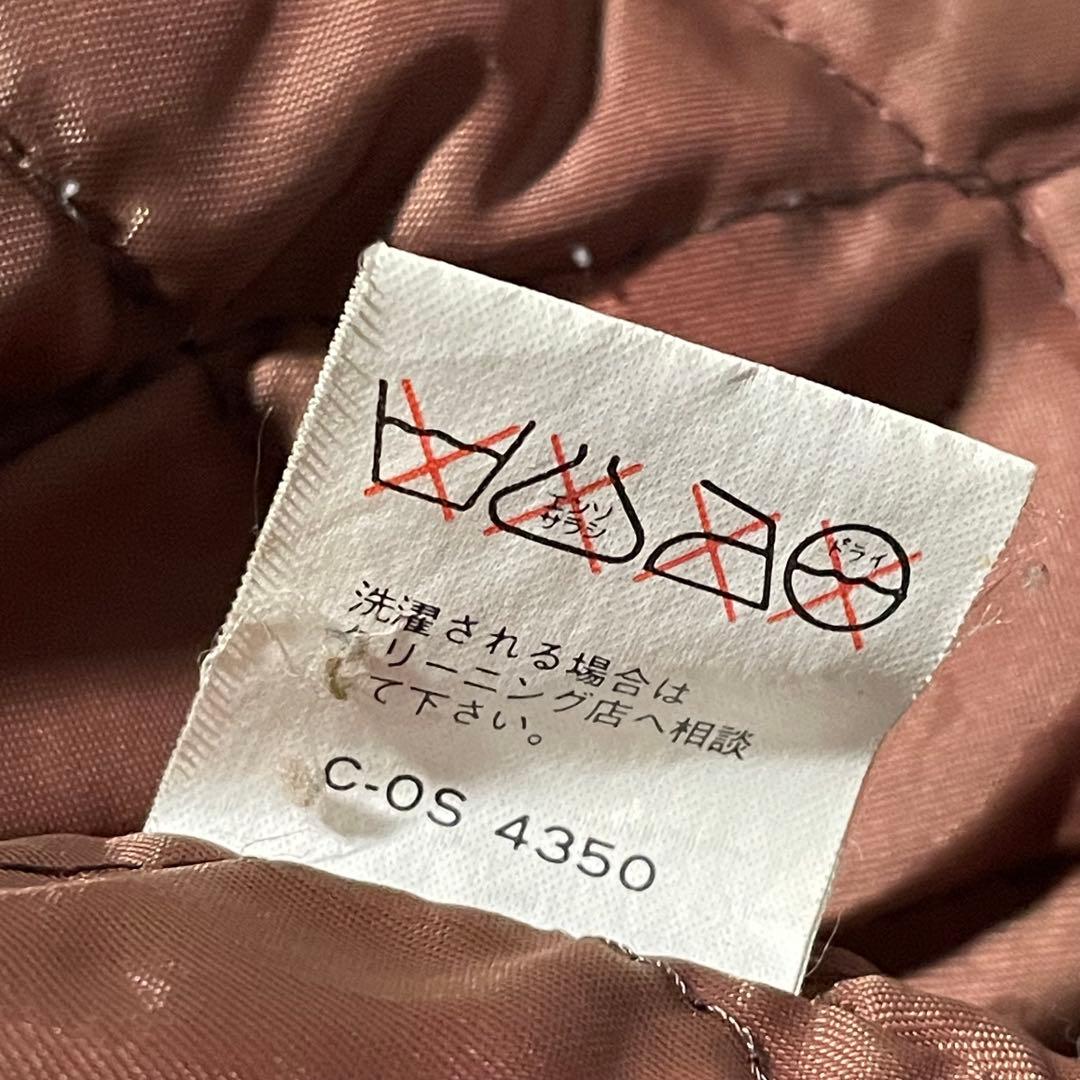 エンソ
サラシ
ドライ
洗濯される場合は
クリーニング店へ相談
て下さい。
C-OS 4350